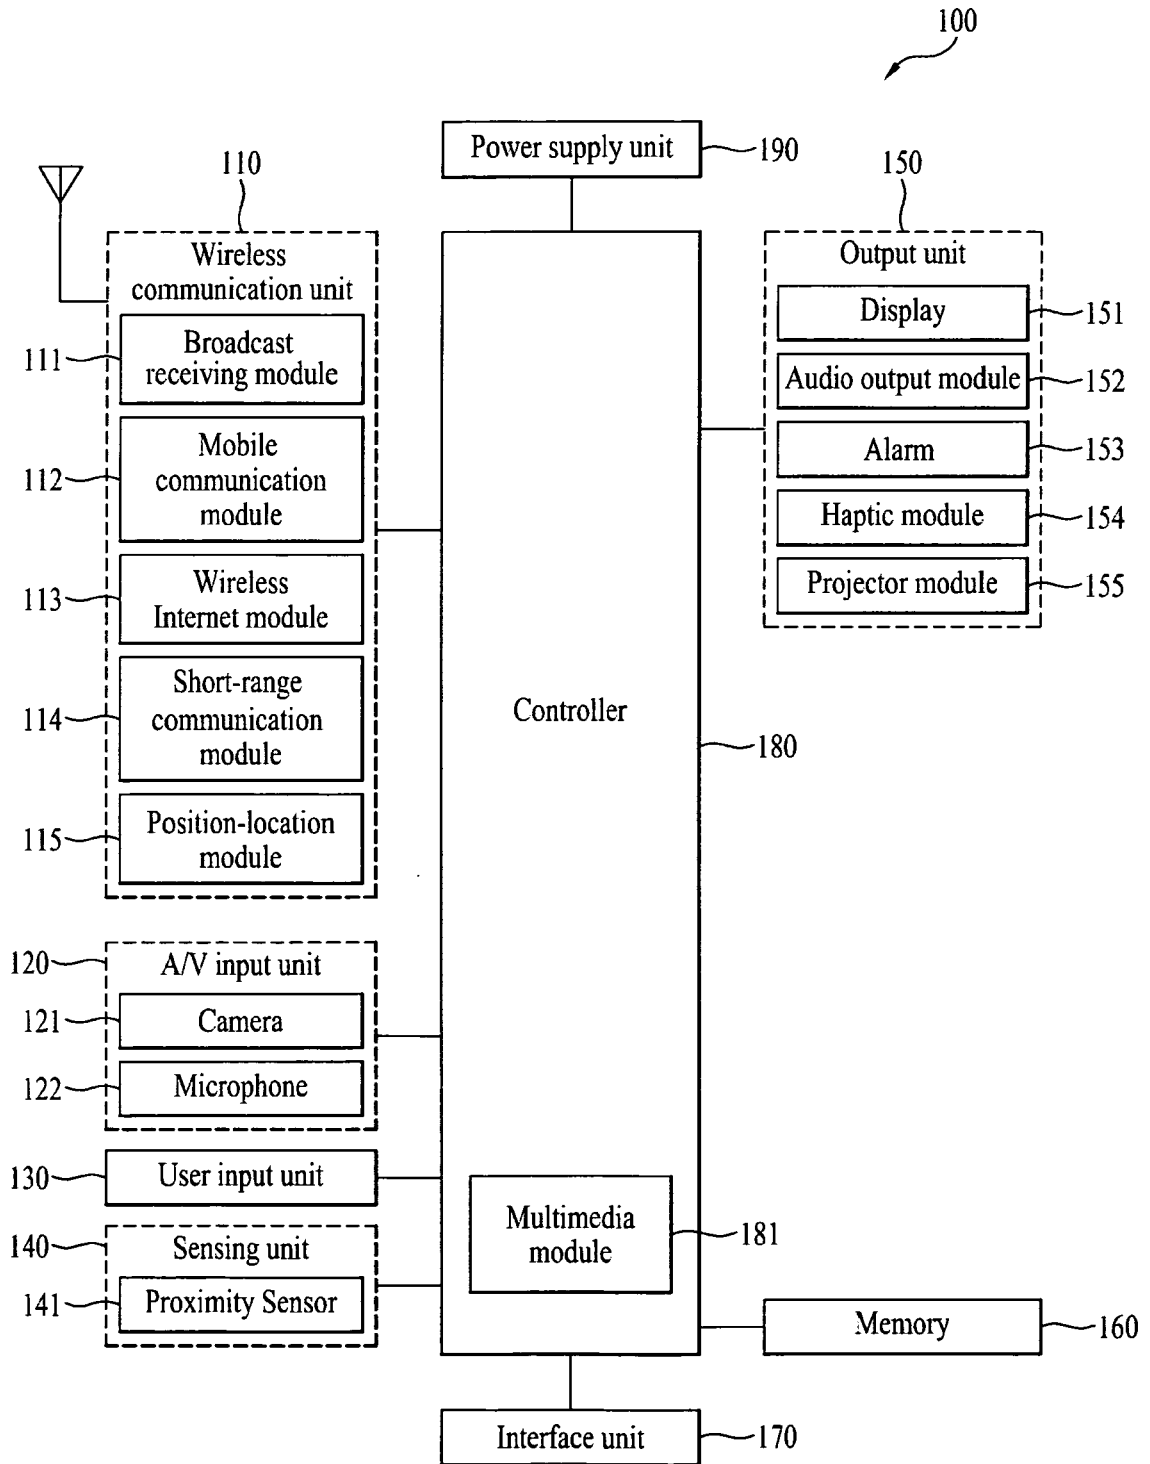 100
Power supply unit
190
110
150
Wireless
communication unit
111
Broadcast
receiving module
112
Mobile
communication
module
113
Wireless
Internet module
114
Short-range
communication
module
115
Position-location
module
120
A/V input unit
121
Camera
122
Microphone
130
User input unit
140
Sensing unit
141
Proximity Sensor
Controller
180
Multimedia
module
181
Output unit
Display
151
Audio output module
152
Alarm
153
Haptic module
154
Projector module
155
Memory
160
Interface unit
170